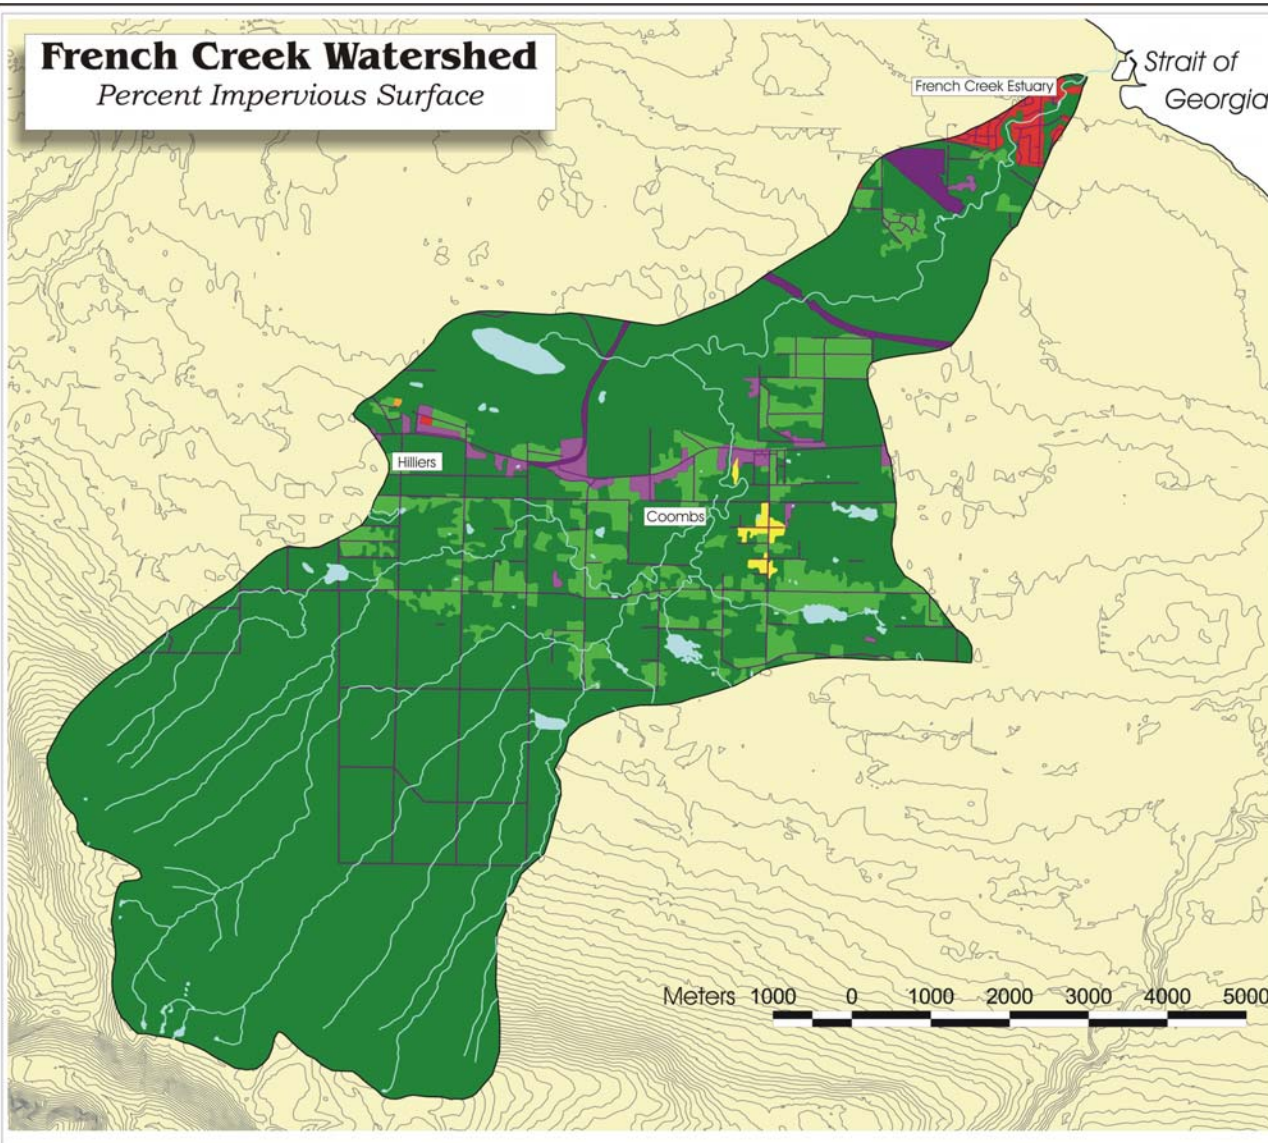 French Creek Watershed
Percent Impervious Surface
Strait of
Georgia
French Creek Estuary
Hilliers
Coombs
Meters 1000 0 1000 2000 3000 4000 5000